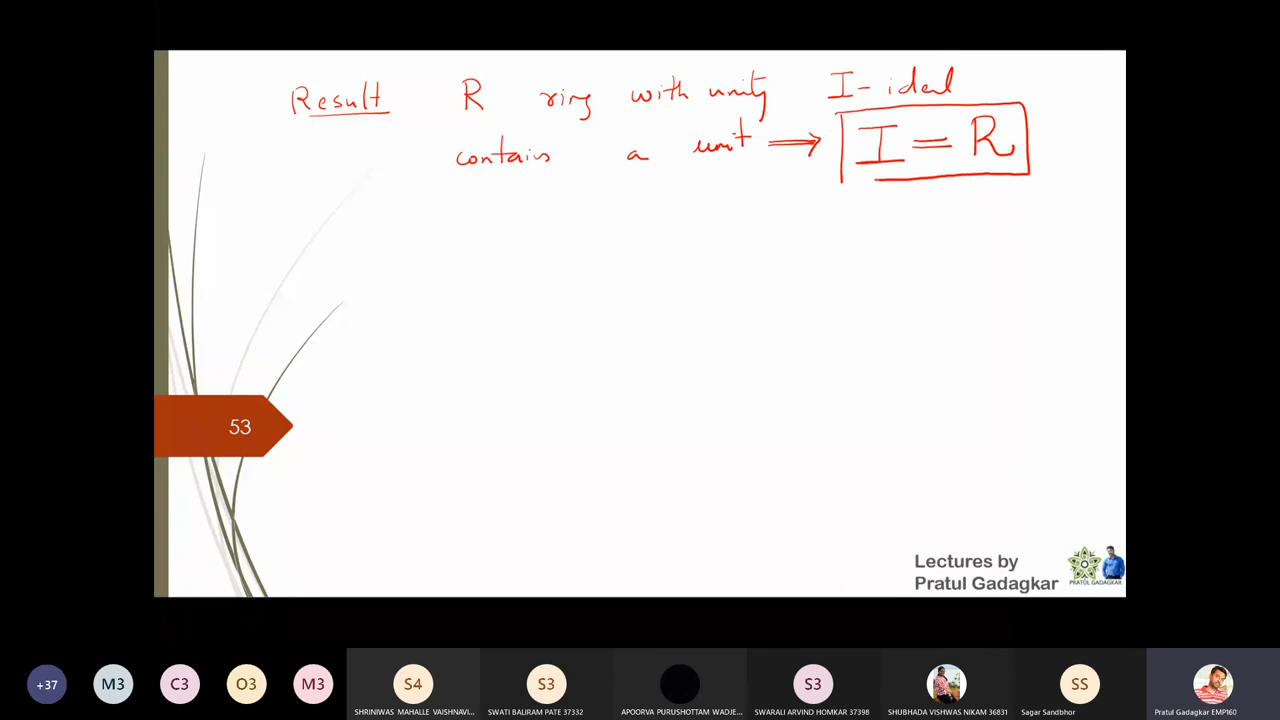 Result R ring with unity I - ideal
contains a unit ⟹ I = R
53
Lectures by
Pratul Gadagkar
PRATUL GADAGKAR
+37 M3 C3 O3 M3 S4 S3 S3 SS
SHRINIWAS MAHALLE VAISHNAVI... SWATI BALIRAM PATE 37332 APOORVA PURUSHOTTAM WADJE... SWARALI ARVIND HOMKAR 37398 SHUBHADA VISHWAS NIKAM 36831 Sagar Sandbhor Pratul Gadagkar EMP160